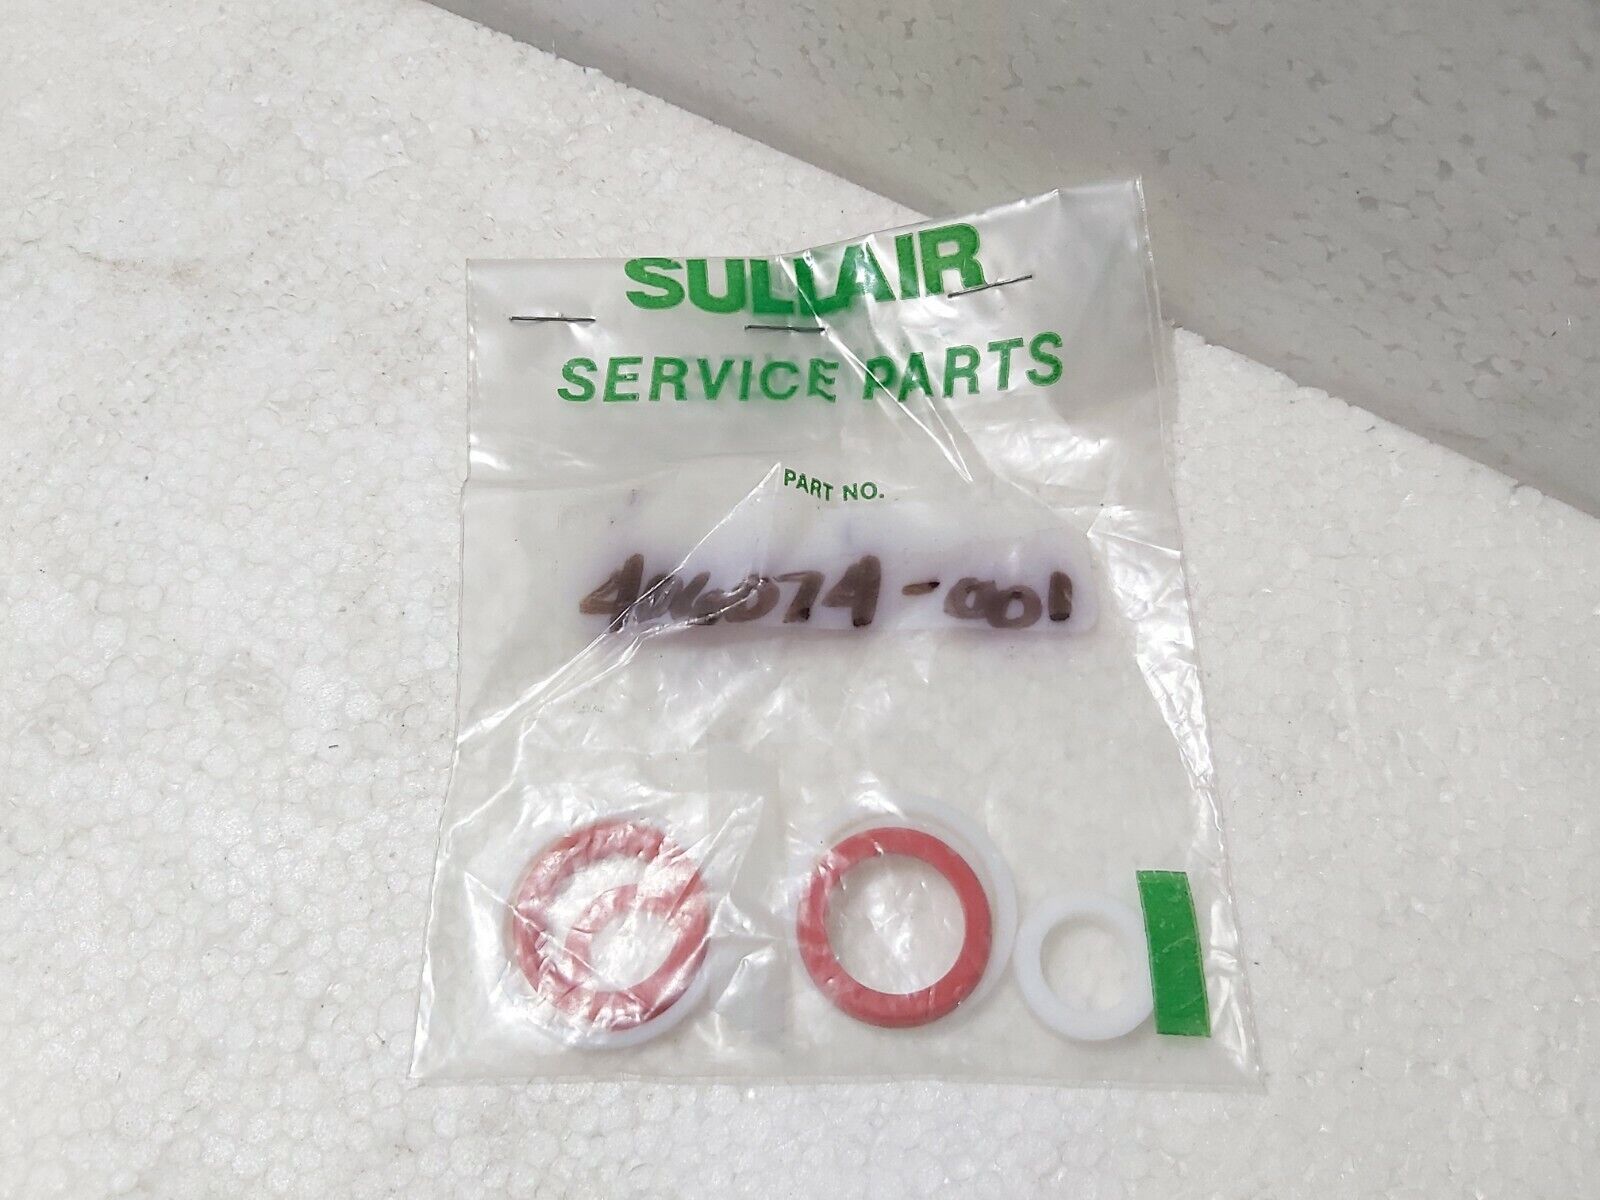 SULLAIR
SERVICE PARTS
PART NO.
406074-001